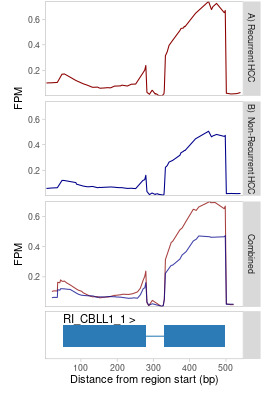 0.6
0.4
0.2
FPM
A) Recurrent HCC
0.6
0.4
0.2
B) Non-Recurrent HCC
0.6
0.4
0.2
FPM
Combined
RI_CBLL1_1 >
100 200 300 400 500
Distance from region start (bp)